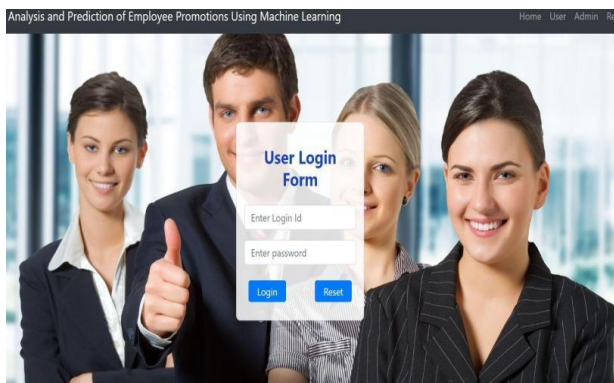 Analysis and Prediction of Employee Promotions Using Machine Learning
Home User Admin Re
User Login
Form
Enter Login Id
Enter password
Login
Reset